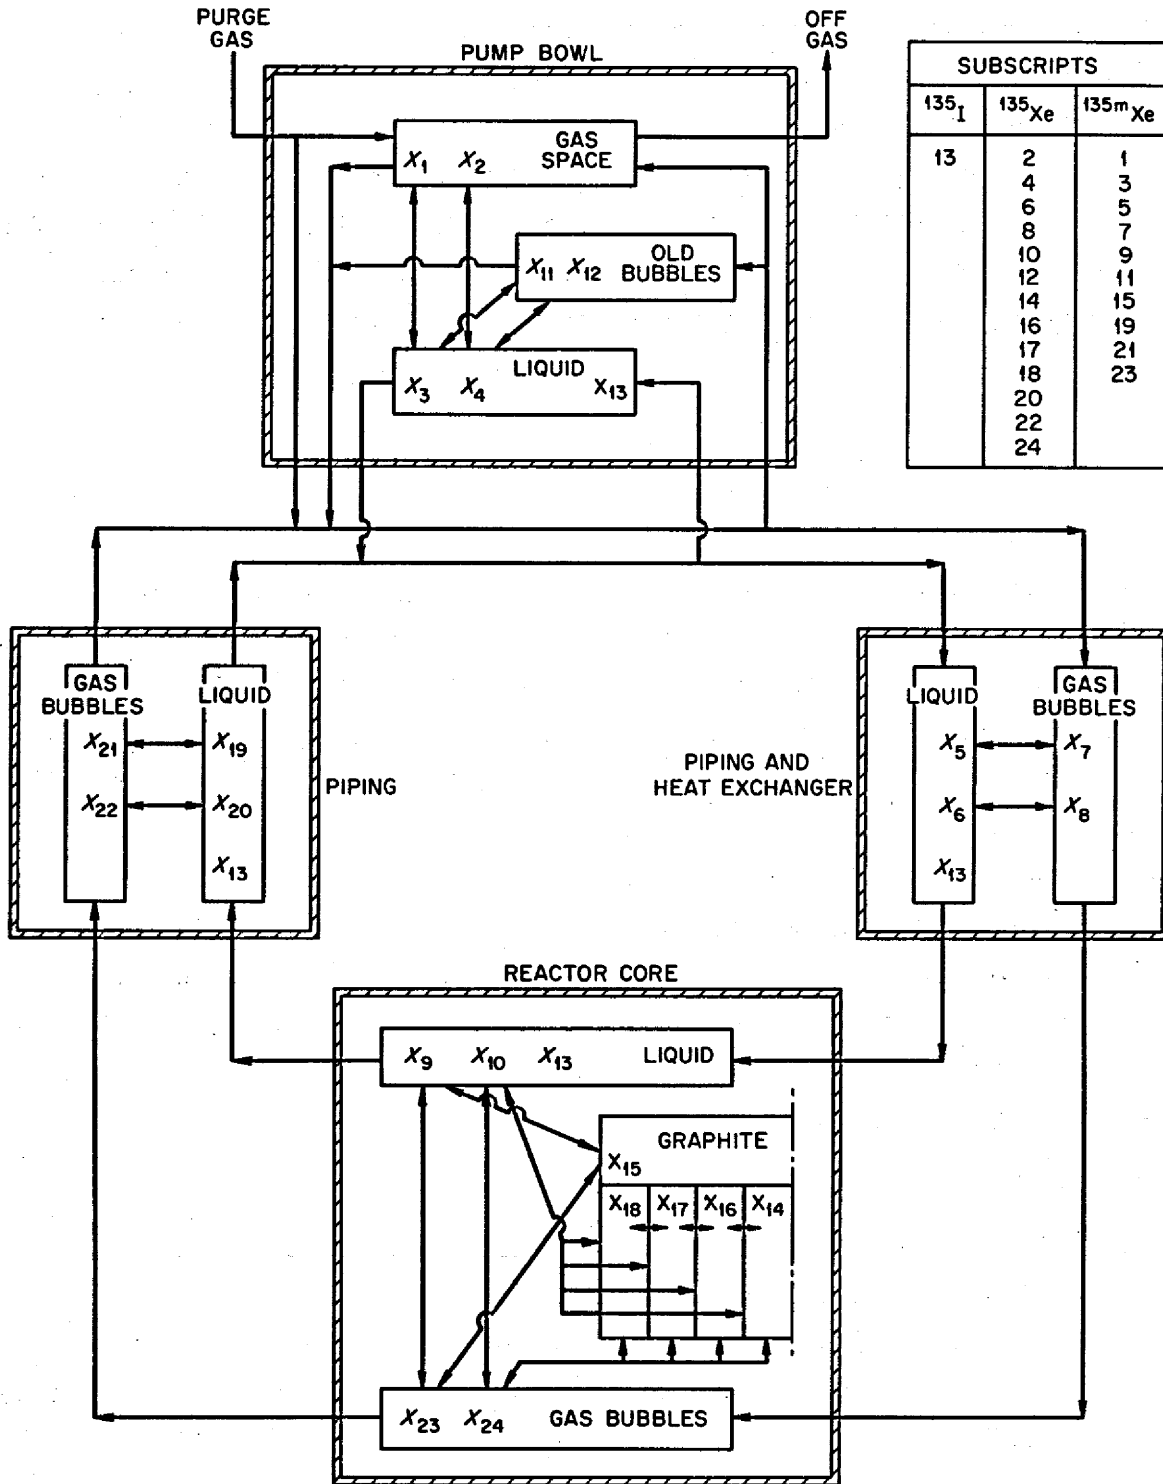 PURGE
GAS
OFF
GAS
PUMP BOWL
GAS
SPACE
X1 X2
OLD
BUBBLES
X11 X12
LIQUID
X3 X4 X13
SUBSCRIPTS
135I 135Xe 135mXe
13 2 1
4 3
6 5
8 7
10 9
12 11
14 15
16 19
17 21
18 23
20
22
24
GAS
BUBBLES
LIQUID
X21 X19
X22 X20
X13
PIPING
PIPING AND
HEAT EXCHANGER
LIQUID
GAS
BUBBLES
X5 X7
X6 X8
X13
REACTOR CORE
X9 X10 X13 LIQUID
GRAPHITE
X15
X18 X17 X16 X14
X23 X24 GAS BUBBLES